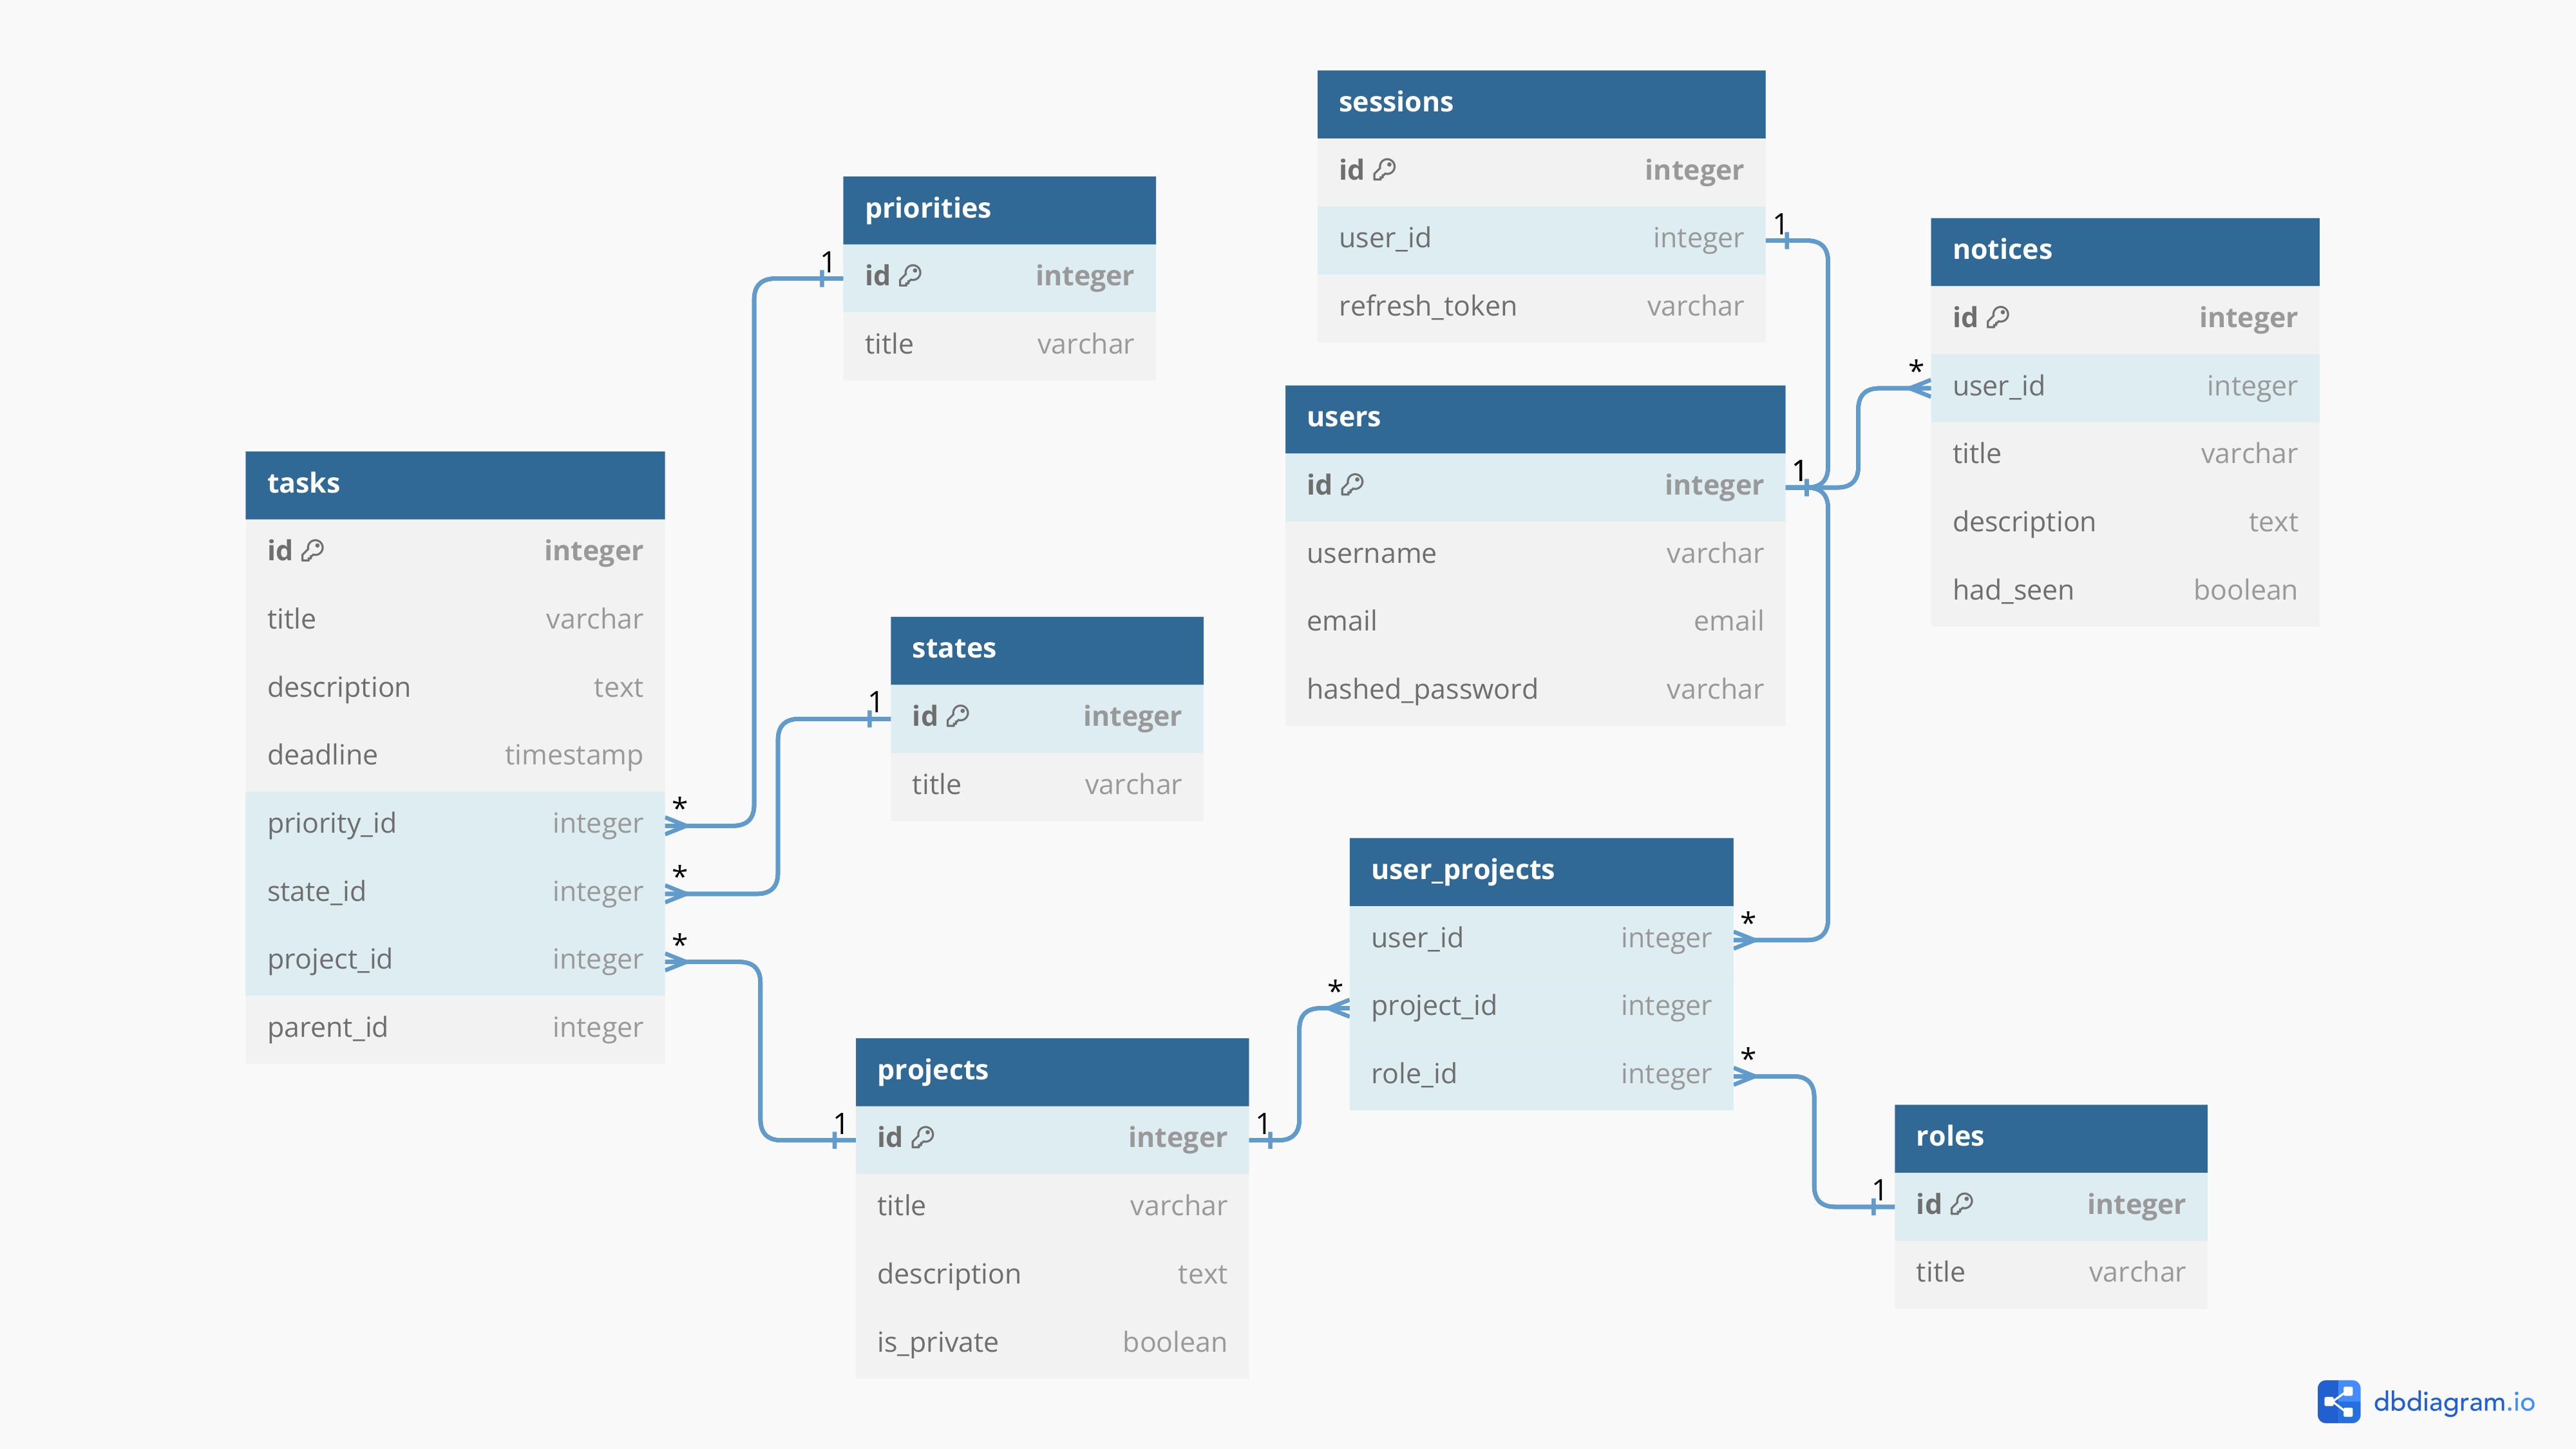 sessions
id integer
user_id integer
refresh_token varchar
1
priorities
id integer
title varchar
1
notices
id integer
user_id integer
title varchar
description text
had_seen boolean
*
users
id integer
username varchar
email email
hashed_password varchar
1
tasks
id integer
title varchar
description text
deadline timestamp
priority_id integer
state_id integer
project_id integer
parent_id integer
*
*
*
states
id integer
title varchar
1
user_projects
user_id integer
project_id integer
role_id integer
*
*
*
projects
id integer
title varchar
description text
is_private boolean
1
1
roles
id integer
title varchar
1
dbdiagram.io